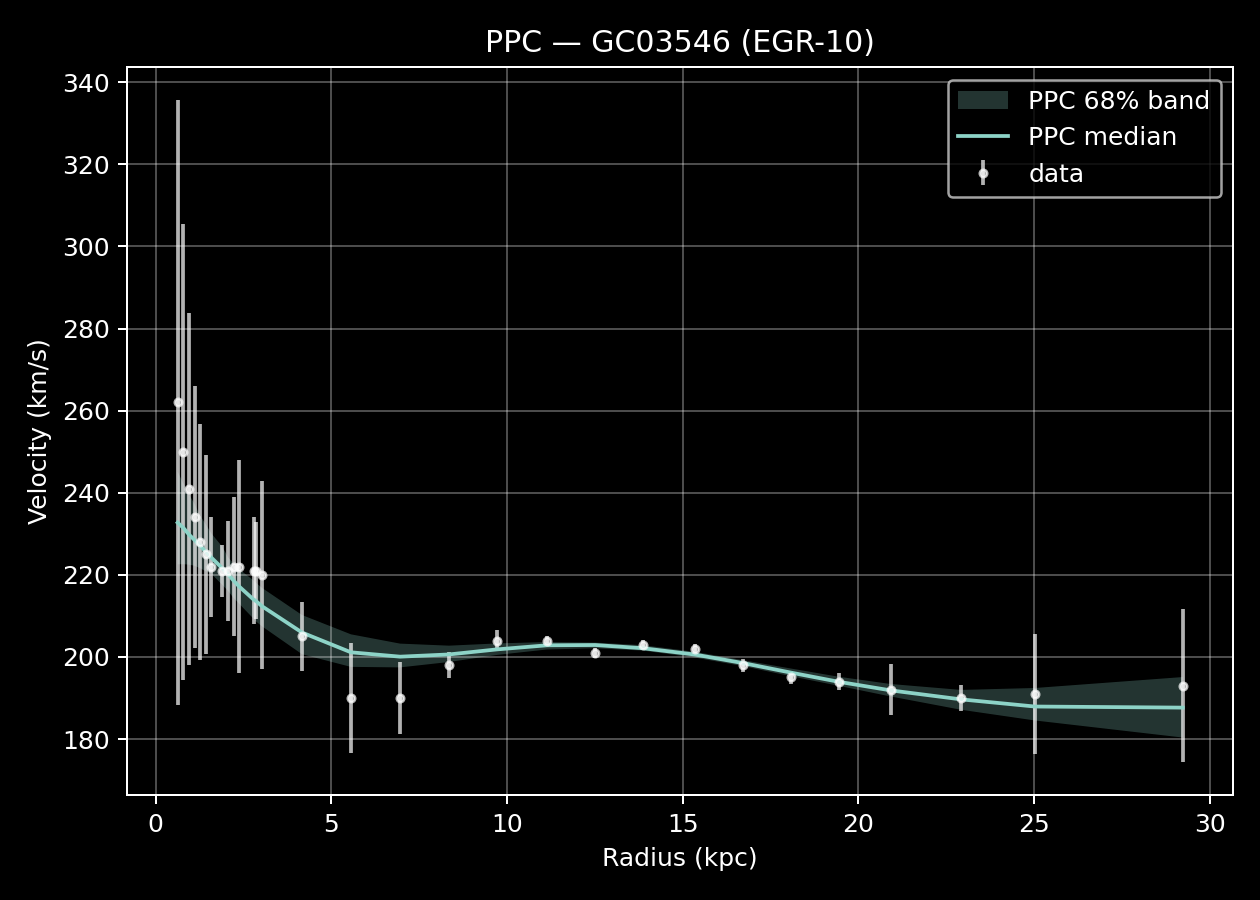 PPC — GC03546 (EGR-10)
PPC 68% band
PPC median
data
Velocity (km/s)
340
320
300
280
260
240
220
200
180
0 5 10 15 20 25 30
Radius (kpc)